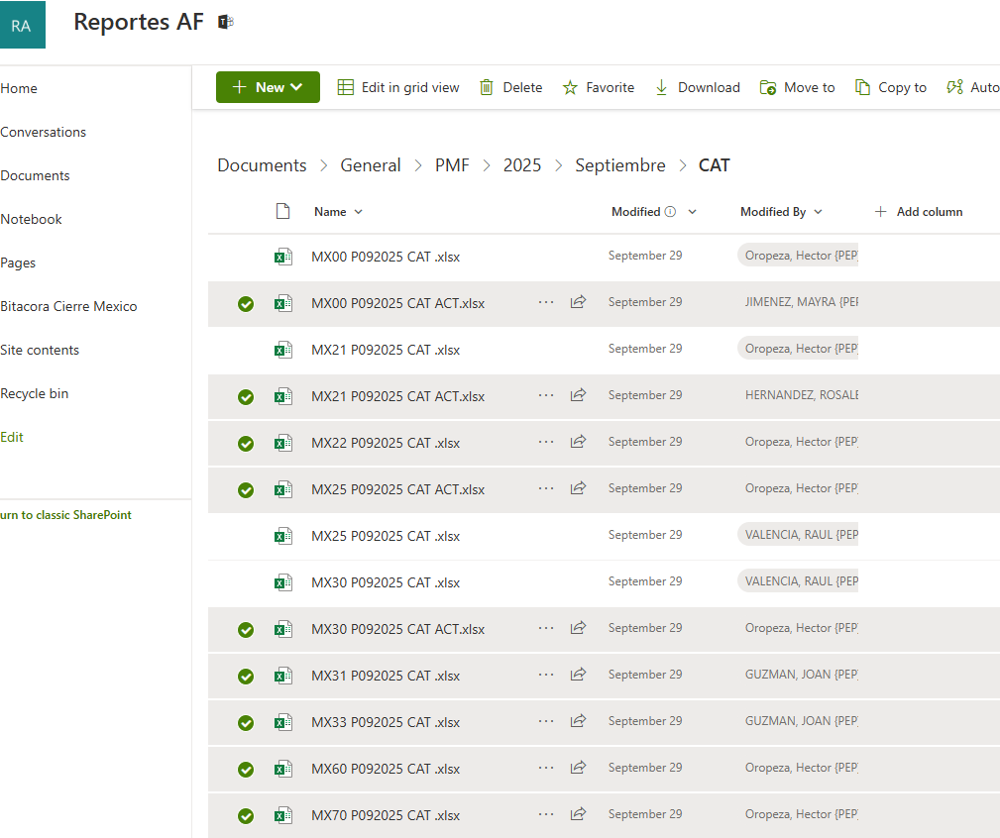 RA Reportes AF
Home
Conversations
Documents
Notebook
Pages
Bitacora Cierre Mexico
Site contents
Recycle bin
Edit
urn to classic SharePoint
+ New Edit in grid view Delete Favorite Download Move to Copy to Auto
Documents > General > PMF > 2025 > Septiembre > CAT
Name Modified Modified By + Add column
MX00 P092025 CAT .xlsx September 29 Oropeza, Hector {PEP
MX00 P092025 CAT ACT.xlsx ... September 29 JIMENEZ, MAYRA {PE
MX21 P092025 CAT .xlsx September 29 Oropeza, Hector {PEP
MX21 P092025 CAT ACT.xlsx ... September 29 HERNANDEZ, ROSALE
MX22 P092025 CAT .xlsx ... September 29 Oropeza, Hector {PEP
MX25 P092025 CAT ACT.xlsx ... September 29 Oropeza, Hector {PEP
MX25 P092025 CAT .xlsx September 29 VALENCIA, RAUL {PEP
MX30 P092025 CAT .xlsx September 29 VALENCIA, RAUL {PEP
MX30 P092025 CAT ACT.xlsx ... September 29 Oropeza, Hector {PEP
MX31 P092025 CAT .xlsx ... September 29 GUZMAN, JOAN {PEP
MX33 P092025 CAT .xlsx ... September 29 GUZMAN, JOAN {PEP
MX60 P092025 CAT .xlsx ... September 29 Oropeza, Hector {PEP
MX70 P092025 CAT .xlsx ... September 29 Oropeza, Hector {PEP